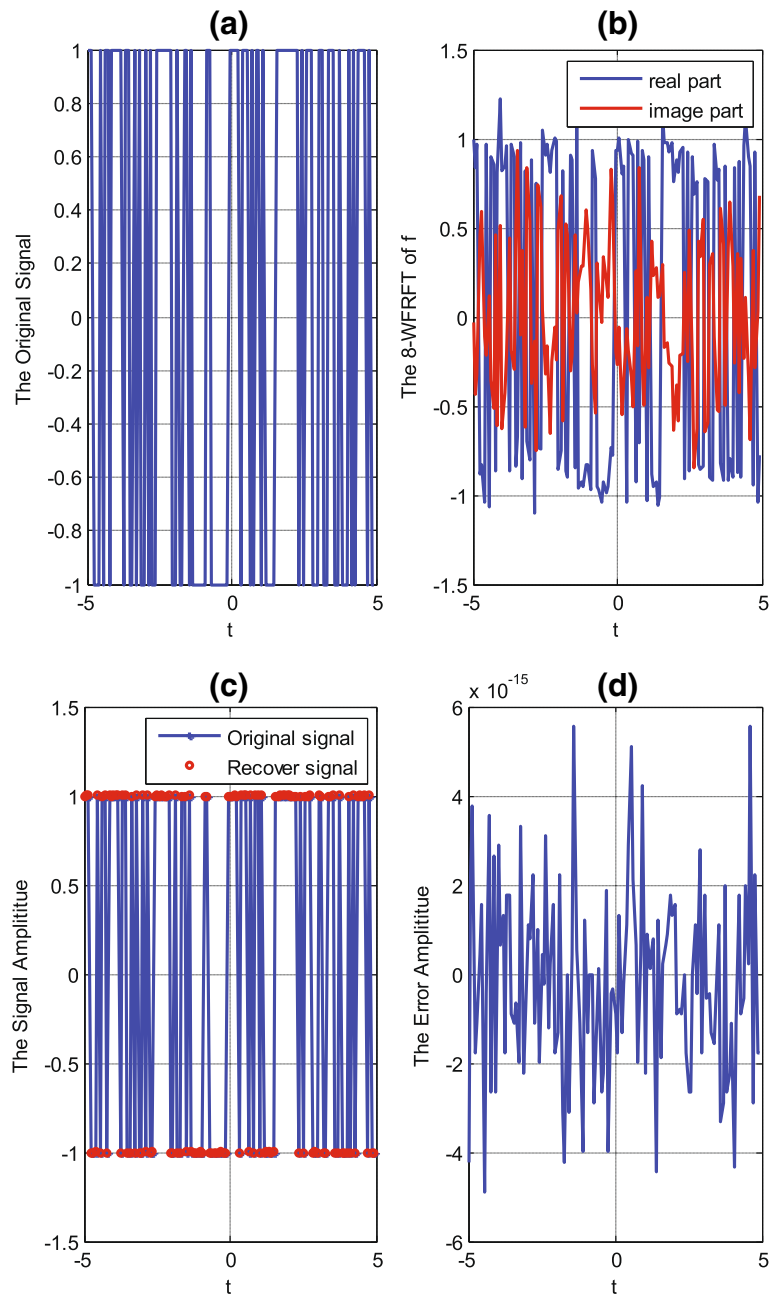 (a)
1
0.8
0.6
0.4
0.2
0
-0.2
-0.4
-0.6
-0.8
-1
-5
0
5
t
The Original Signal
(b)
1.5
1
0.5
0
-0.5
-1
-1.5
-5
0
5
t
The 8-WFRFT of f
real part
image part
(c)
1.5
1
0.5
0
-0.5
-1
-1.5
-5
0
5
t
The Signal Amplititue
Original signal
Recover signal
(d)
x 10^-15
6
4
2
0
-2
-4
-6
-5
0
5
t
The Error Amplititue